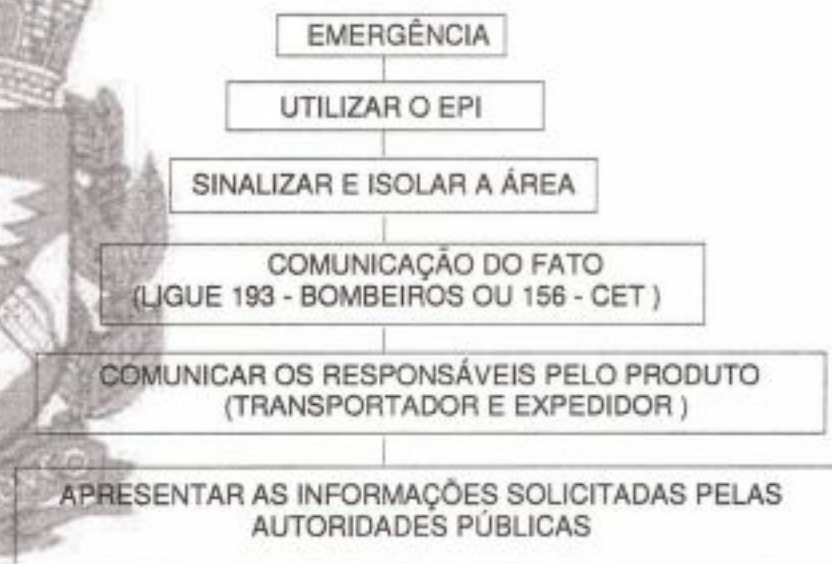 EMERGÊNCIA
UTILIZAR O EPI
SINALIZAR E ISOLAR A ÁREA
COMUNICAÇÃO DO FATO
(LIGUE 193 - BOMBEIROS OU 156 - CET )
COMUNICAR OS RESPONSÁVEIS PELO PRODUTO
(TRANSPORTADOR E EXPEDIDOR )
APRESENTAR AS INFORMAÇÕES SOLICITADAS PELAS
AUTORIDADES PÚBLICAS